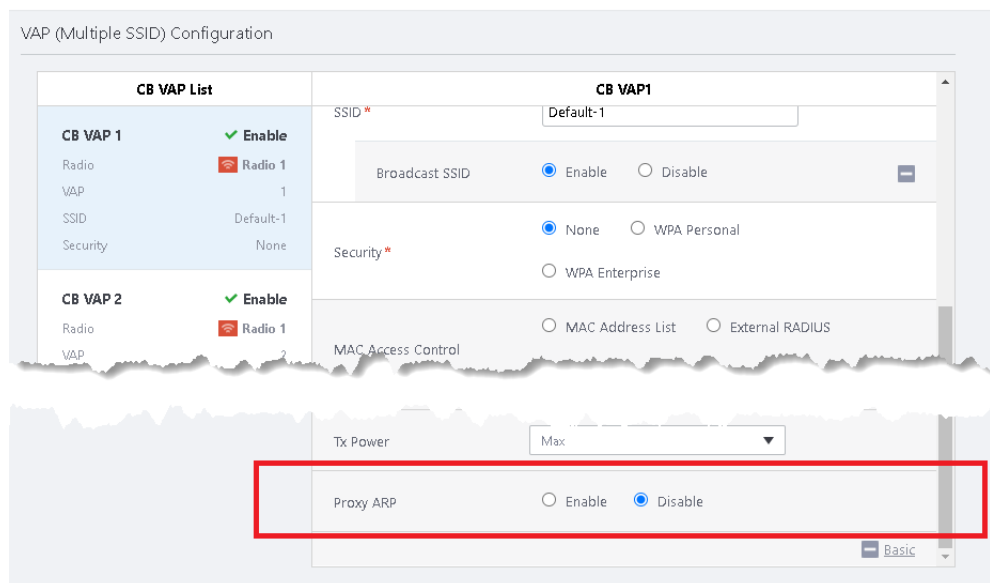 VAP (Multiple SSID) Configuration
CB VAP List
CB VAP1
CB VAP 1 Enable
Radio Radio 1
VAP 1
SSID Default-1
Security None
CB VAP 2 Enable
Radio Radio 1
VAP 2
SSID * Default-1
Broadcast SSID Enable Disable
Security * None WPA Personal
WPA Enterprise
MAC Access Control MAC Address List External RADIUS
Tx Power Max
Proxy ARP Enable Disable
Basic